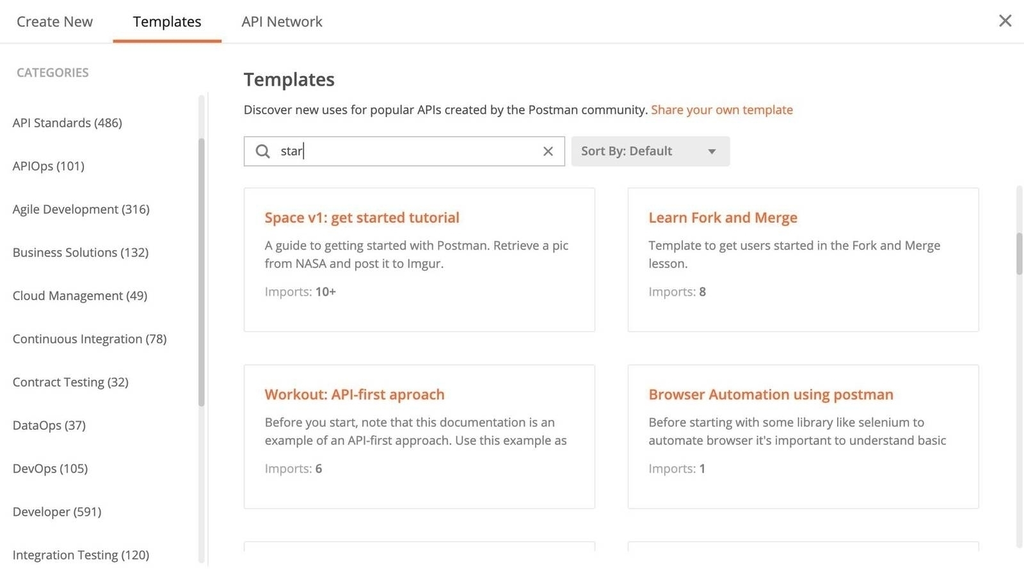 Create New
Templates
API Network
CATEGORIES
API Standards (486)
APIOps (101)
Agile Development (316)
Business Solutions (132)
Cloud Management (49)
Continuous Integration (78)
Contract Testing (32)
DataOps (37)
DevOps (105)
Developer (591)
Integration Testing (120)
Templates
Discover new uses for popular APIs created by the Postman community. Share your own template
star
Sort By: Default
Space v1: get started tutorial
A guide to getting started with Postman. Retrieve a pic
from NASA and post it to Imgur.
Imports: 10+
Learn Fork and Merge
Template to get users started in the Fork and Merge
lesson.
Imports: 8
Workout: API-first aproach
Before you start, note that this documentation is an
example of an API-first approach. Use this example as
Imports: 6
Browser Automation using postman
Before starting with some library like selenium to
automate browser it's important to understand basic
Imports: 1